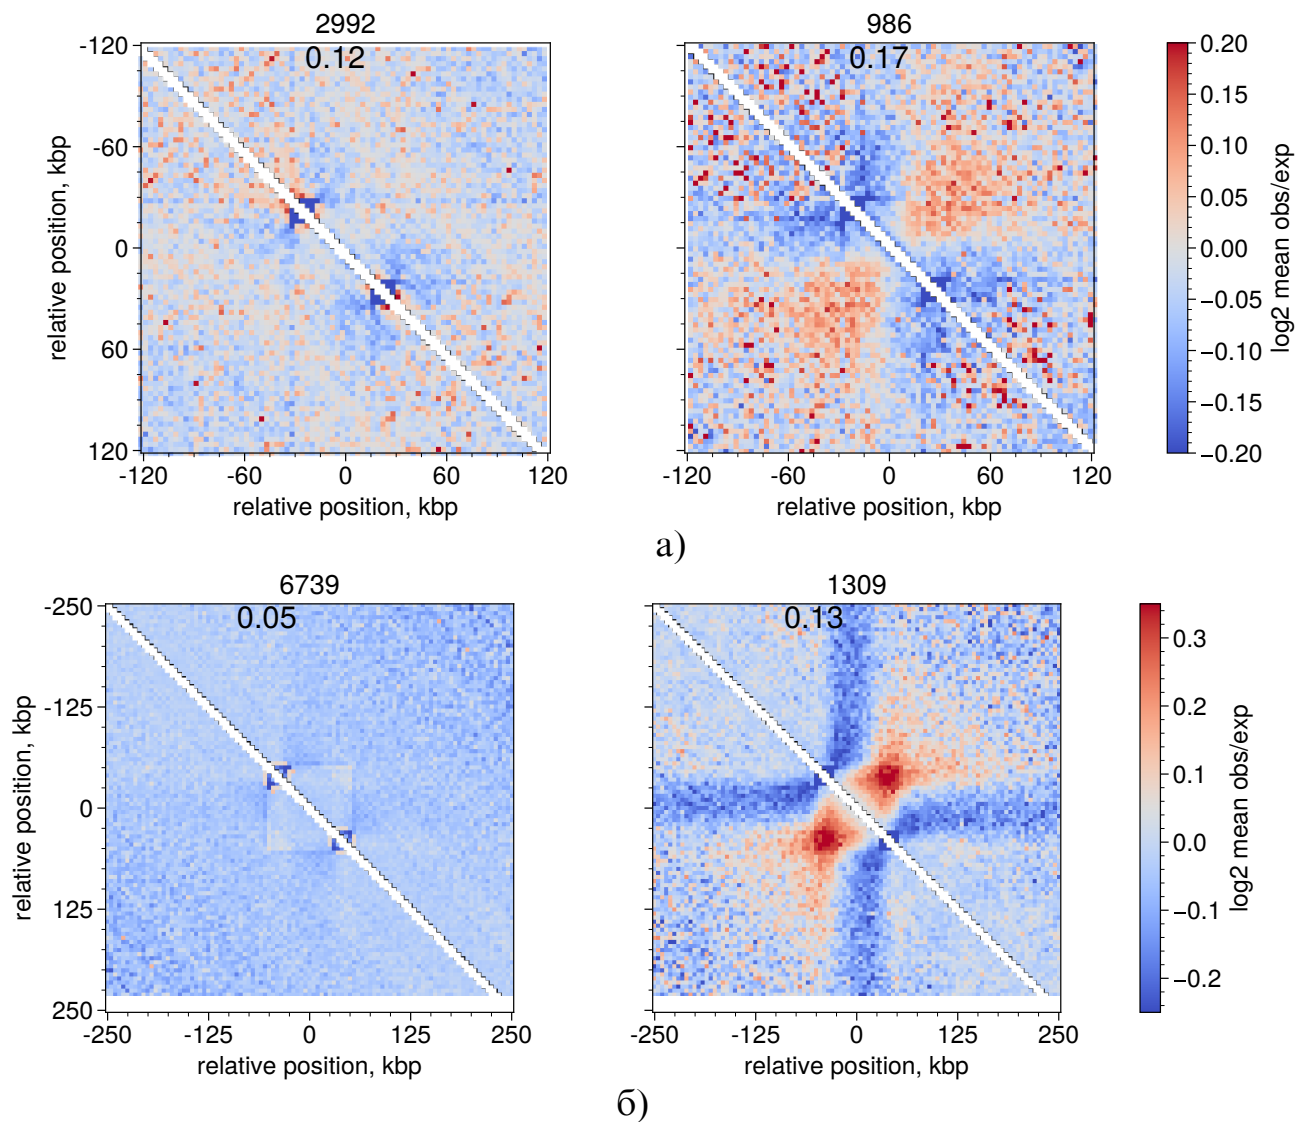 2992
986
0.12
0.17
-120
-60
0
60
120
relative position, kbp
-120 -60 0 60 120
-120 -60 0 60 120
relative position, kbp
relative position, kbp
0.20
0.15
0.10
0.05
0.00
−0.05
−0.10
−0.15
−0.20
log2 mean obs/exp
а)
6739
1309
0.05
0.13
-250
-125
0
125
250
relative position, kbp
-250 -125 0 125 250
-250 -125 0 125 250
relative position, kbp
relative position, kbp
0.3
0.2
0.1
0.0
−0.1
−0.2
log2 mean obs/exp
б)